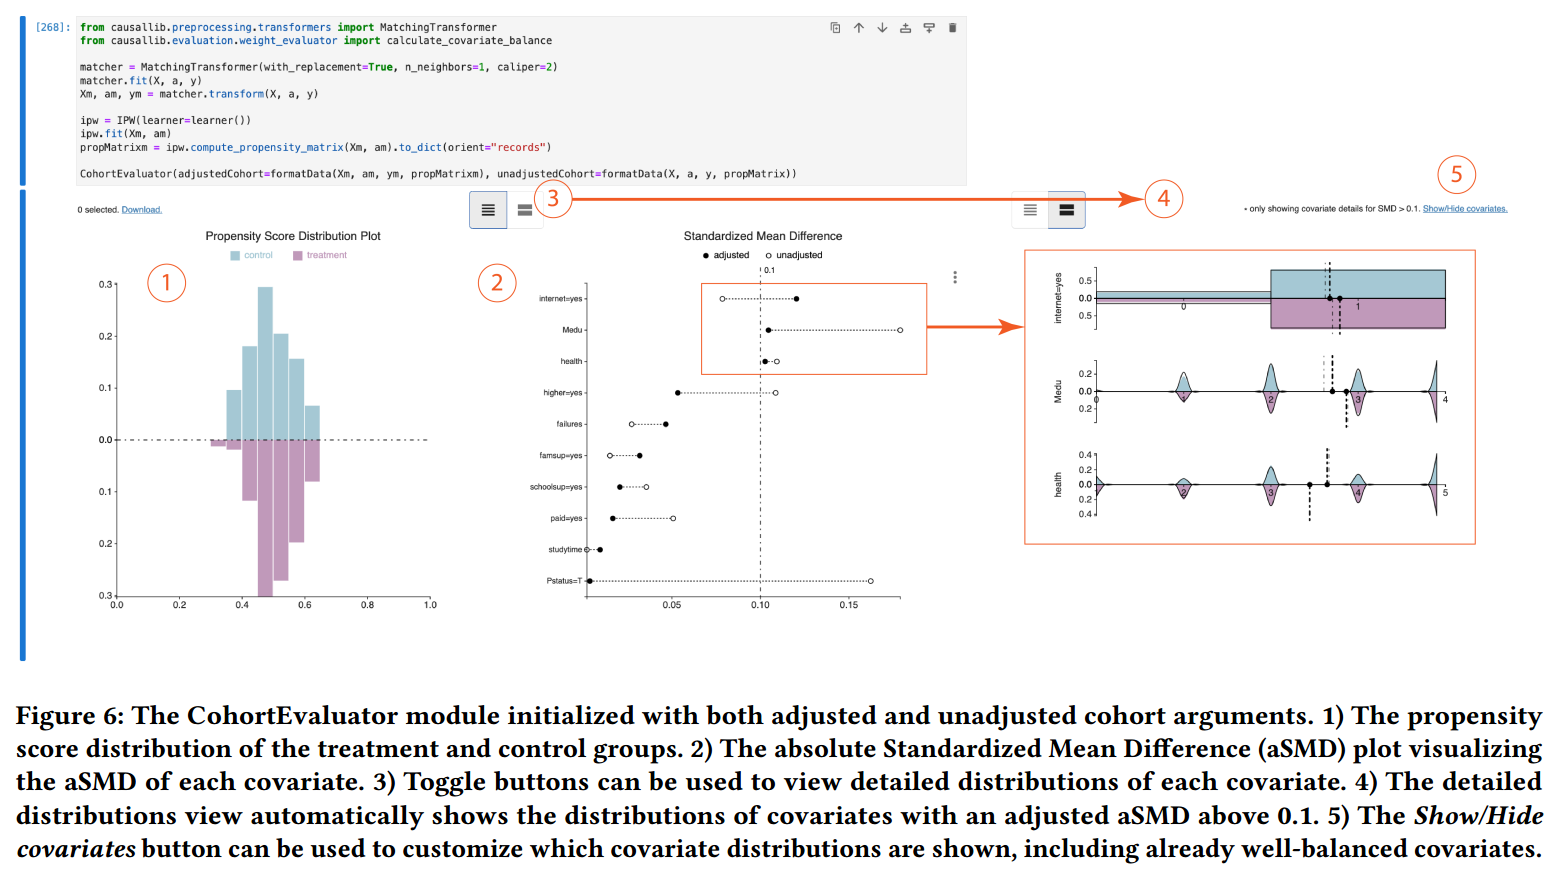 [268]: from causallib.preprocessing.transformers import MatchingTransformer
from causallib.evaluation.weight_evaluator import calculate_covariate_balance
matcher = MatchingTransformer(with_replacement=True, n_neighbors=1, caliper=2)
matcher.fit(X, a, y)
Xm, am, ym = matcher.transform(X, a, y)
ipw = IPW(learner=learner())
ipw.fit(Xm, am)
propMatrixm = ipw.compute_propensity_matrix(Xm, am).to_dict(orient="records")
CohortEvaluator(adjustedCohort=formatData(Xm, am, ym, propMatrixm), unadjustedCohort=formatData(X, a, y, propMatrix))
0 selected. Download.
3
4
5
* only showing covariate details for SMD > 0.1. Show/Hide covariates.
Propensity Score Distribution Plot
control treatment
1
0.3
0.2
0.1
0.0
0.1
0.2
0.3
0.0 0.2 0.4 0.6 0.8 1.0
Standardized Mean Difference
adjusted unadjusted
2
0.1
internet=yes
Medu
health
higher=yes
failures
famsup=yes
schoolsup=yes
paid=yes
studytime
Pstatus=T
0.05 0.10 0.15
internet=yes
0.5
0.0
0.5
0 1
Medu
0.2
0.0
0.2
0 1 2 3 4
health
0.4
0.2
0.0
0.2
0.4
2 3 4 5
Figure 6: The CohortEvaluator module initialized with both adjusted and unadjusted cohort arguments. 1) The propensity
score distribution of the treatment and control groups. 2) The absolute Standardized Mean Difference (aSMD) plot visualizing
the aSMD of each covariate. 3) Toggle buttons can be used to view detailed distributions of each covariate. 4) The detailed
distributions view automatically shows the distributions of covariates with an adjusted aSMD above 0.1. 5) The Show/Hide
covariates button can be used to customize which covariate distributions are shown, including already well-balanced covariates.